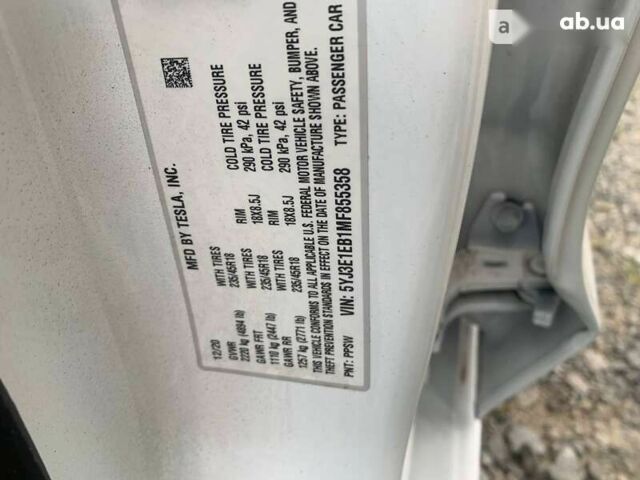 a ab.ua
MFD BY TESLA, INC.
12/20 WITH TIRES RIM COLD TIRE PRESSURE
GVWR 235/45R18 18X8.5J 290 kPa, 42 psi
2220 kg (4894 lb)
GAWR FRT WITH TIRES RIM COLD TIRE PRESSURE
1110 kg (2447 lb) 235/45R18 18X8.5J 290 kPa, 42 psi
GAWR RR
1257 kg (2771 lb)
THIS VEHICLE CONFORMS TO ALL APPLICABLE U.S. FEDERAL MOTOR VEHICLE SAFETY, BUMPER, AND
THEFT PREVENTION STANDARDS IN EFFECT ON THE DATE OF MANUFACTURE SHOWN ABOVE.
VIN: 5YJ3E1EB1MF855358 TYPE: PASSENGER CAR
PNT: PPSW